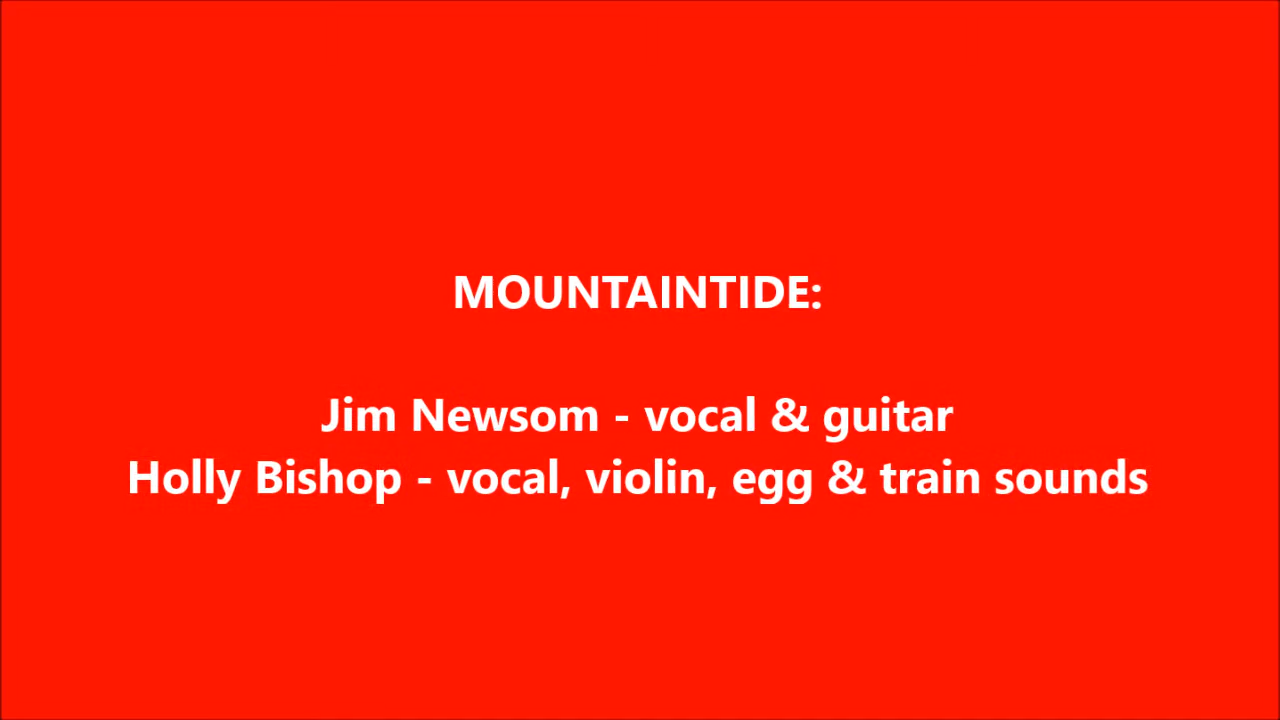 MOUNTAINTIDE:
Jim Newsom - vocal & guitar
Holly Bishop - vocal, violin, egg & train sounds